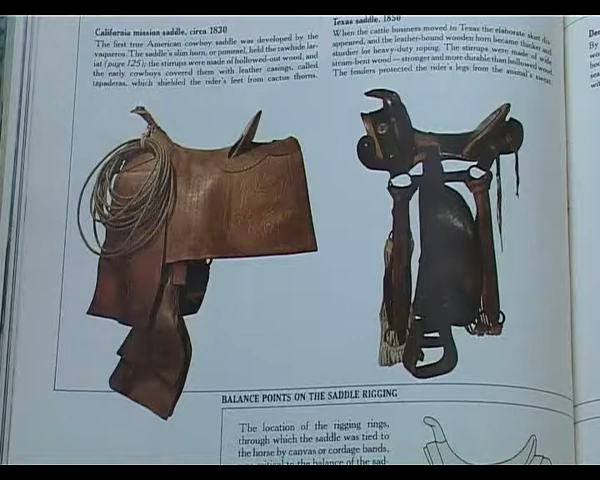 California mission saddle, circa 1830
The first true American cowboy saddle was developed by the
vaqueros. The saddle's slim horn, or pommel, held the rawhide lar-
iat (page 125); the stirrups were made of hollowed-out wood, and
the early cowboys covered them with leather casings, called
tapaderas, which shielded the rider's feet from cactus thorns.
Texas saddle, 1850
When the cattle business moved to Texas the elaborate skirt dis-
appeared, and the leather-bound wooden horn became thicker and
sturdier for heavy-duty roping. The stirrups were made of wide
steam-bent wood—stronger and more durable than hollowed wood.
The fenders protected the rider's legs from the animal's sweat.
BALANCE POINTS ON THE SADDLE RIGGING
The location of the rigging rings,
through which the saddle was tied to
the horse by canvas or cordage bands,
to the balance of the sad-